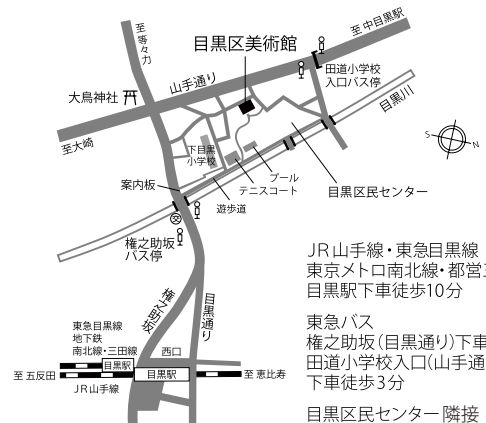 至中目黒駅
至等々力
目黒区美術館
山手通り
田道小学校
入口バス停
大鳥神社
目黒川
至大崎
S
N
下目黒
小学校
プール
テニスコート
案内板
遊歩道
目黒区民センター
交
権之助坂
バス停
JR山手線・東急目黒線
東京メトロ南北線・都営
目黒駅下車徒歩10分
権之助坂
目黒通り
東急バス
権之助坂(目黒通り)下車
田道小学校入口(山手通
下車徒歩3分
東急目黒線
地下鉄
南北線・三田線
西口
目黒駅
目黒駅
至五反田
至恵比寿
JR山手線
目黒区民センター隣接